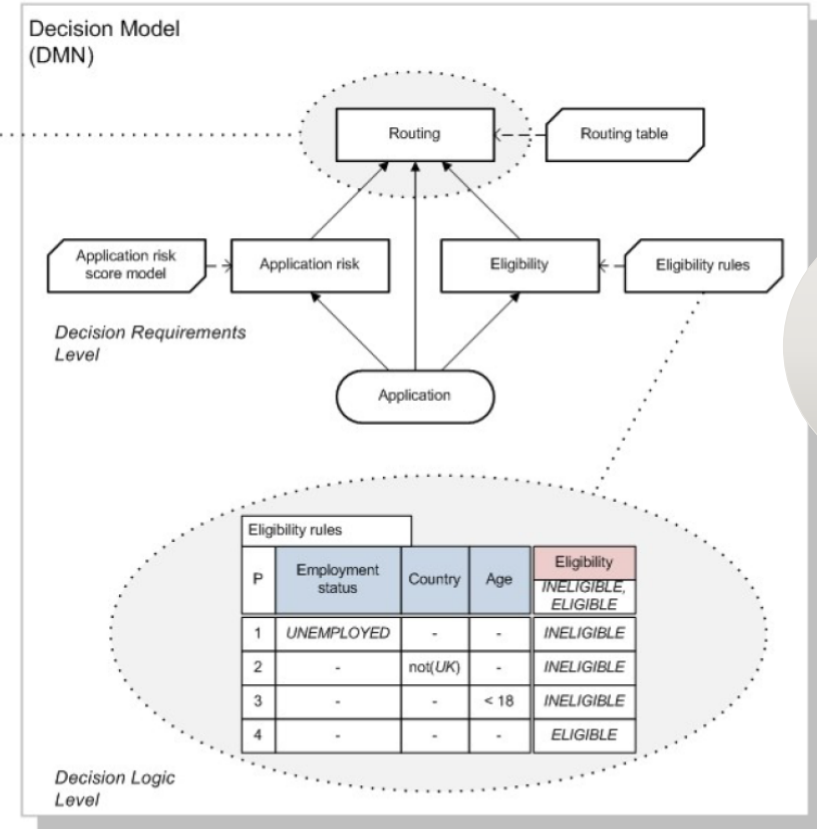 Decision Model
(DMN)
Routing
Routing table
Application risk
score model
Application risk
Eligibility
Eligibility rules
Decision Requirements
Level
Application
Eligibility rules
P
Employment
status
Country
Age
Eligibility
INELIGIBLE,
ELIGIBLE
1 UNEMPLOYED - - INELIGIBLE
2 - not(UK) - INELIGIBLE
3 - - < 18 INELIGIBLE
4 - - - ELIGIBLE
Decision Logic
Level